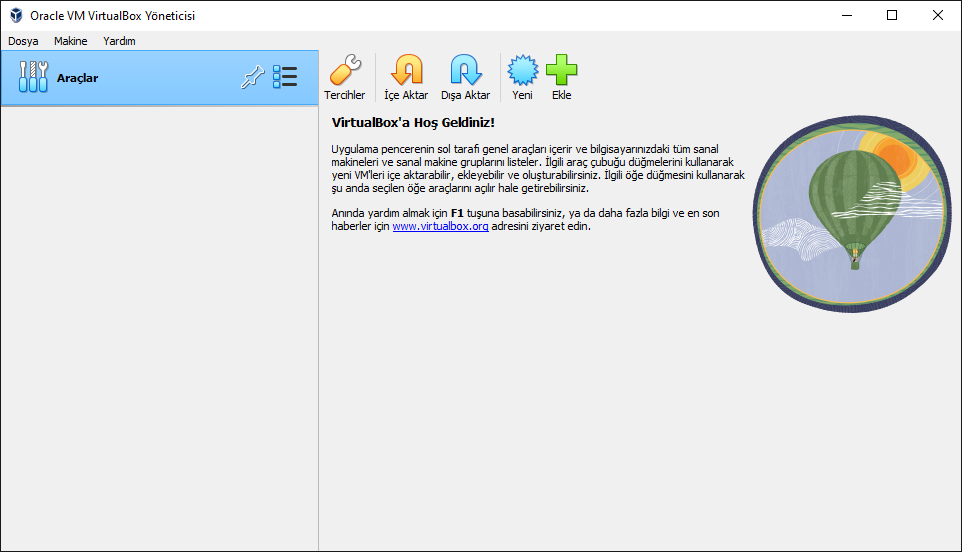 Oracle VM VirtualBox Yöneticisi
Dosya Makine Yardım
Araçlar
Tercihler İçe Aktar Dışa Aktar Yeni Ekle
VirtualBox'a Hoş Geldiniz!
Uygulama pencerenin sol tarafı genel araçları içerir ve bilgisayarınızdaki tüm sanal
makineleri ve sanal makine gruplarını listeler. İlgili araç çubuğu düğmelerini kullanarak
yeni VM'leri içe aktarabilir, ekleyebilir ve oluşturabilirsiniz. İlgili öğe düğmesini kullanarak
şu anda seçilen öğe araçlarını açılır hale getirebilirsiniz.
Anında yardım almak için F1 tuşuna basabilirsiniz, ya da daha fazla bilgi ve en son
haberler için www.virtualbox.org adresini ziyaret edin.